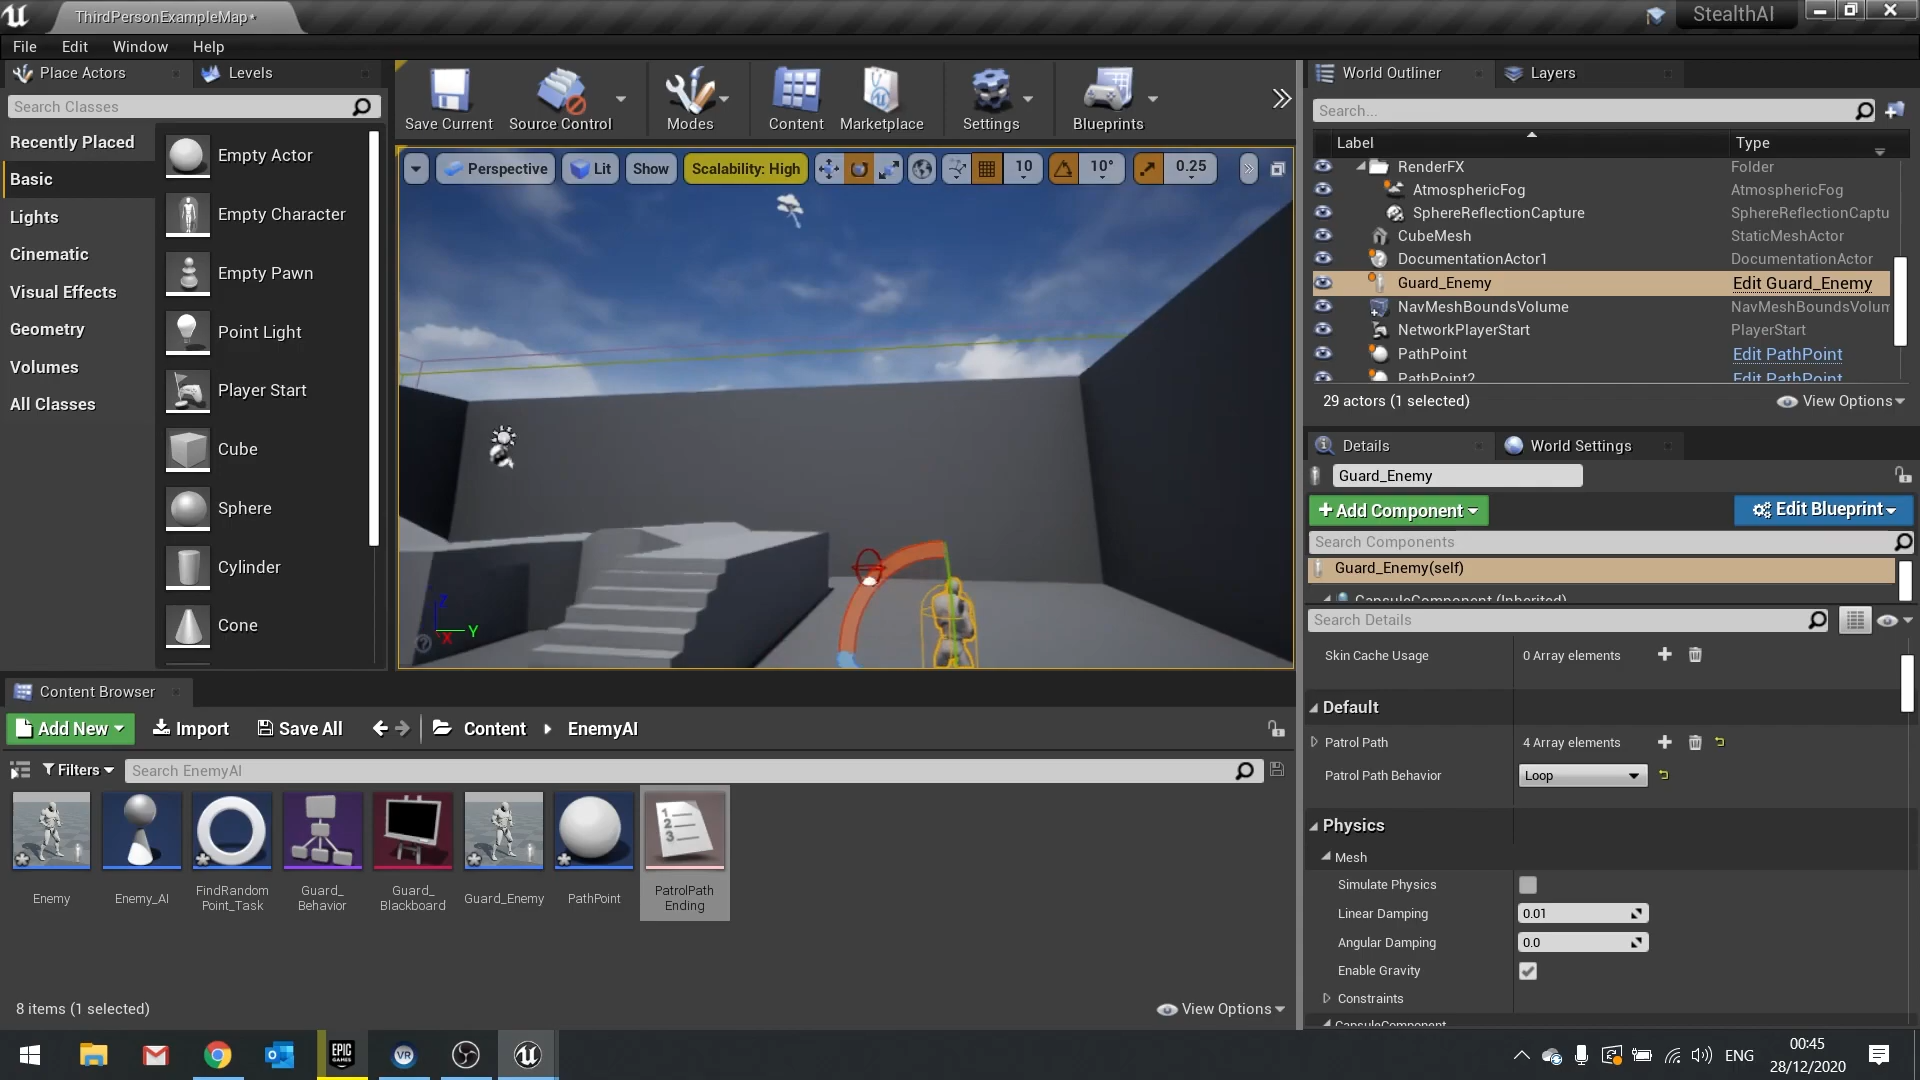 ThirdPersonExampleMap*
StealthAI
File Edit Window Help
Place Actors
Levels
Search Classes
Recently Placed
Basic
Lights
Cinematic
Visual Effects
Geometry
Volumes
All Classes
Empty Actor
Empty Character
Empty Pawn
Point Light
Player Start
Cube
Sphere
Cylinder
Cone
Save Current
Source Control
Modes
Content
Marketplace
Settings
Blueprints
Perspective
Lit
Show
Scalability: High
10
10°
0.25
Z
X
Y
World Outliner
Layers
Search...
Label Type
RenderFX Folder
AtmosphericFog AtmosphericFog
SphereReflectionCapture SphereReflectionCaptu
CubeMesh StaticMeshActor
DocumentationActor1 DocumentationActor
Guard_Enemy Edit Guard_Enemy
NavMeshBoundsVolume NavMeshBoundsVolum
NetworkPlayerStart PlayerStart
PathPoint Edit PathPoint
PathPoint2 Edit PathPoint
29 actors (1 selected)
View Options
Details
World Settings
Guard_Enemy
Add Component
Edit Blueprint
Search Components
Guard_Enemy(self)
CapsuleComponent (Inherited)
Search Details
Skin Cache Usage 0 Array elements
Default
Patrol Path 4 Array elements
Patrol Path Behavior Loop
Physics
Mesh
Simulate Physics
Linear Damping 0.01
Angular Damping 0.0
Enable Gravity
Constraints
CapsuleComponent
Content Browser
Add New
Import
Save All
Content
EnemyAI
Filters
Search EnemyAI
Enemy
Enemy_AI
FindRandom
Point_Task
Guard_
Behavior
Guard_
Blackboard
Guard_Enemy
PathPoint
PatrolPath
Ending
8 items (1 selected)
View Options
EPIC
GAMES
VR
ENG
00:45
28/12/2020